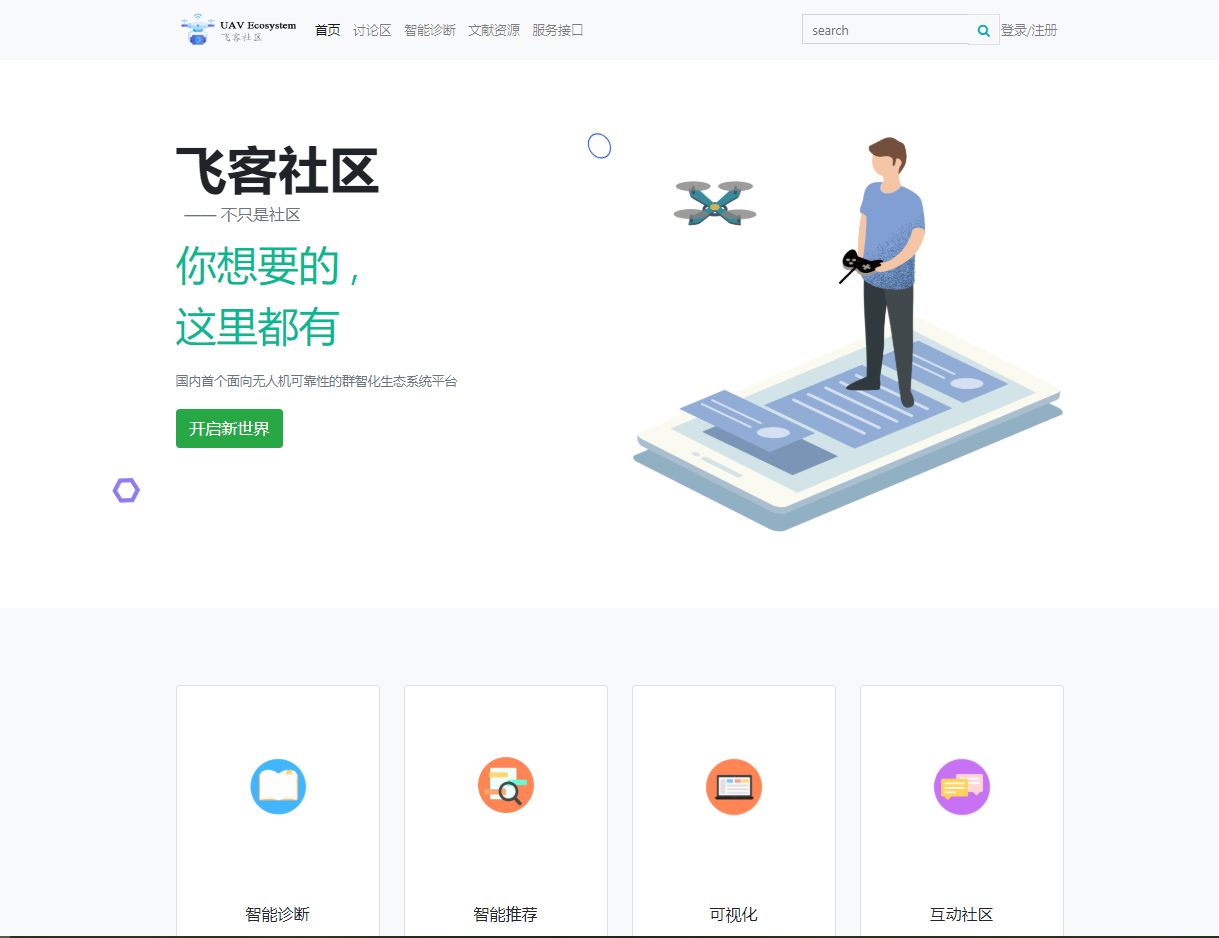 UAV Ecosystem
飞客社区
首页 讨论区 智能诊断 文献资源 服务接口
search
登录/注册
飞客社区
—— 不只是社区
你想要的 ,
这里都有
国内首个面向无人机可靠性的群智化生态系统平台
开启新世界
智能诊断 智能推荐 可视化 互动社区